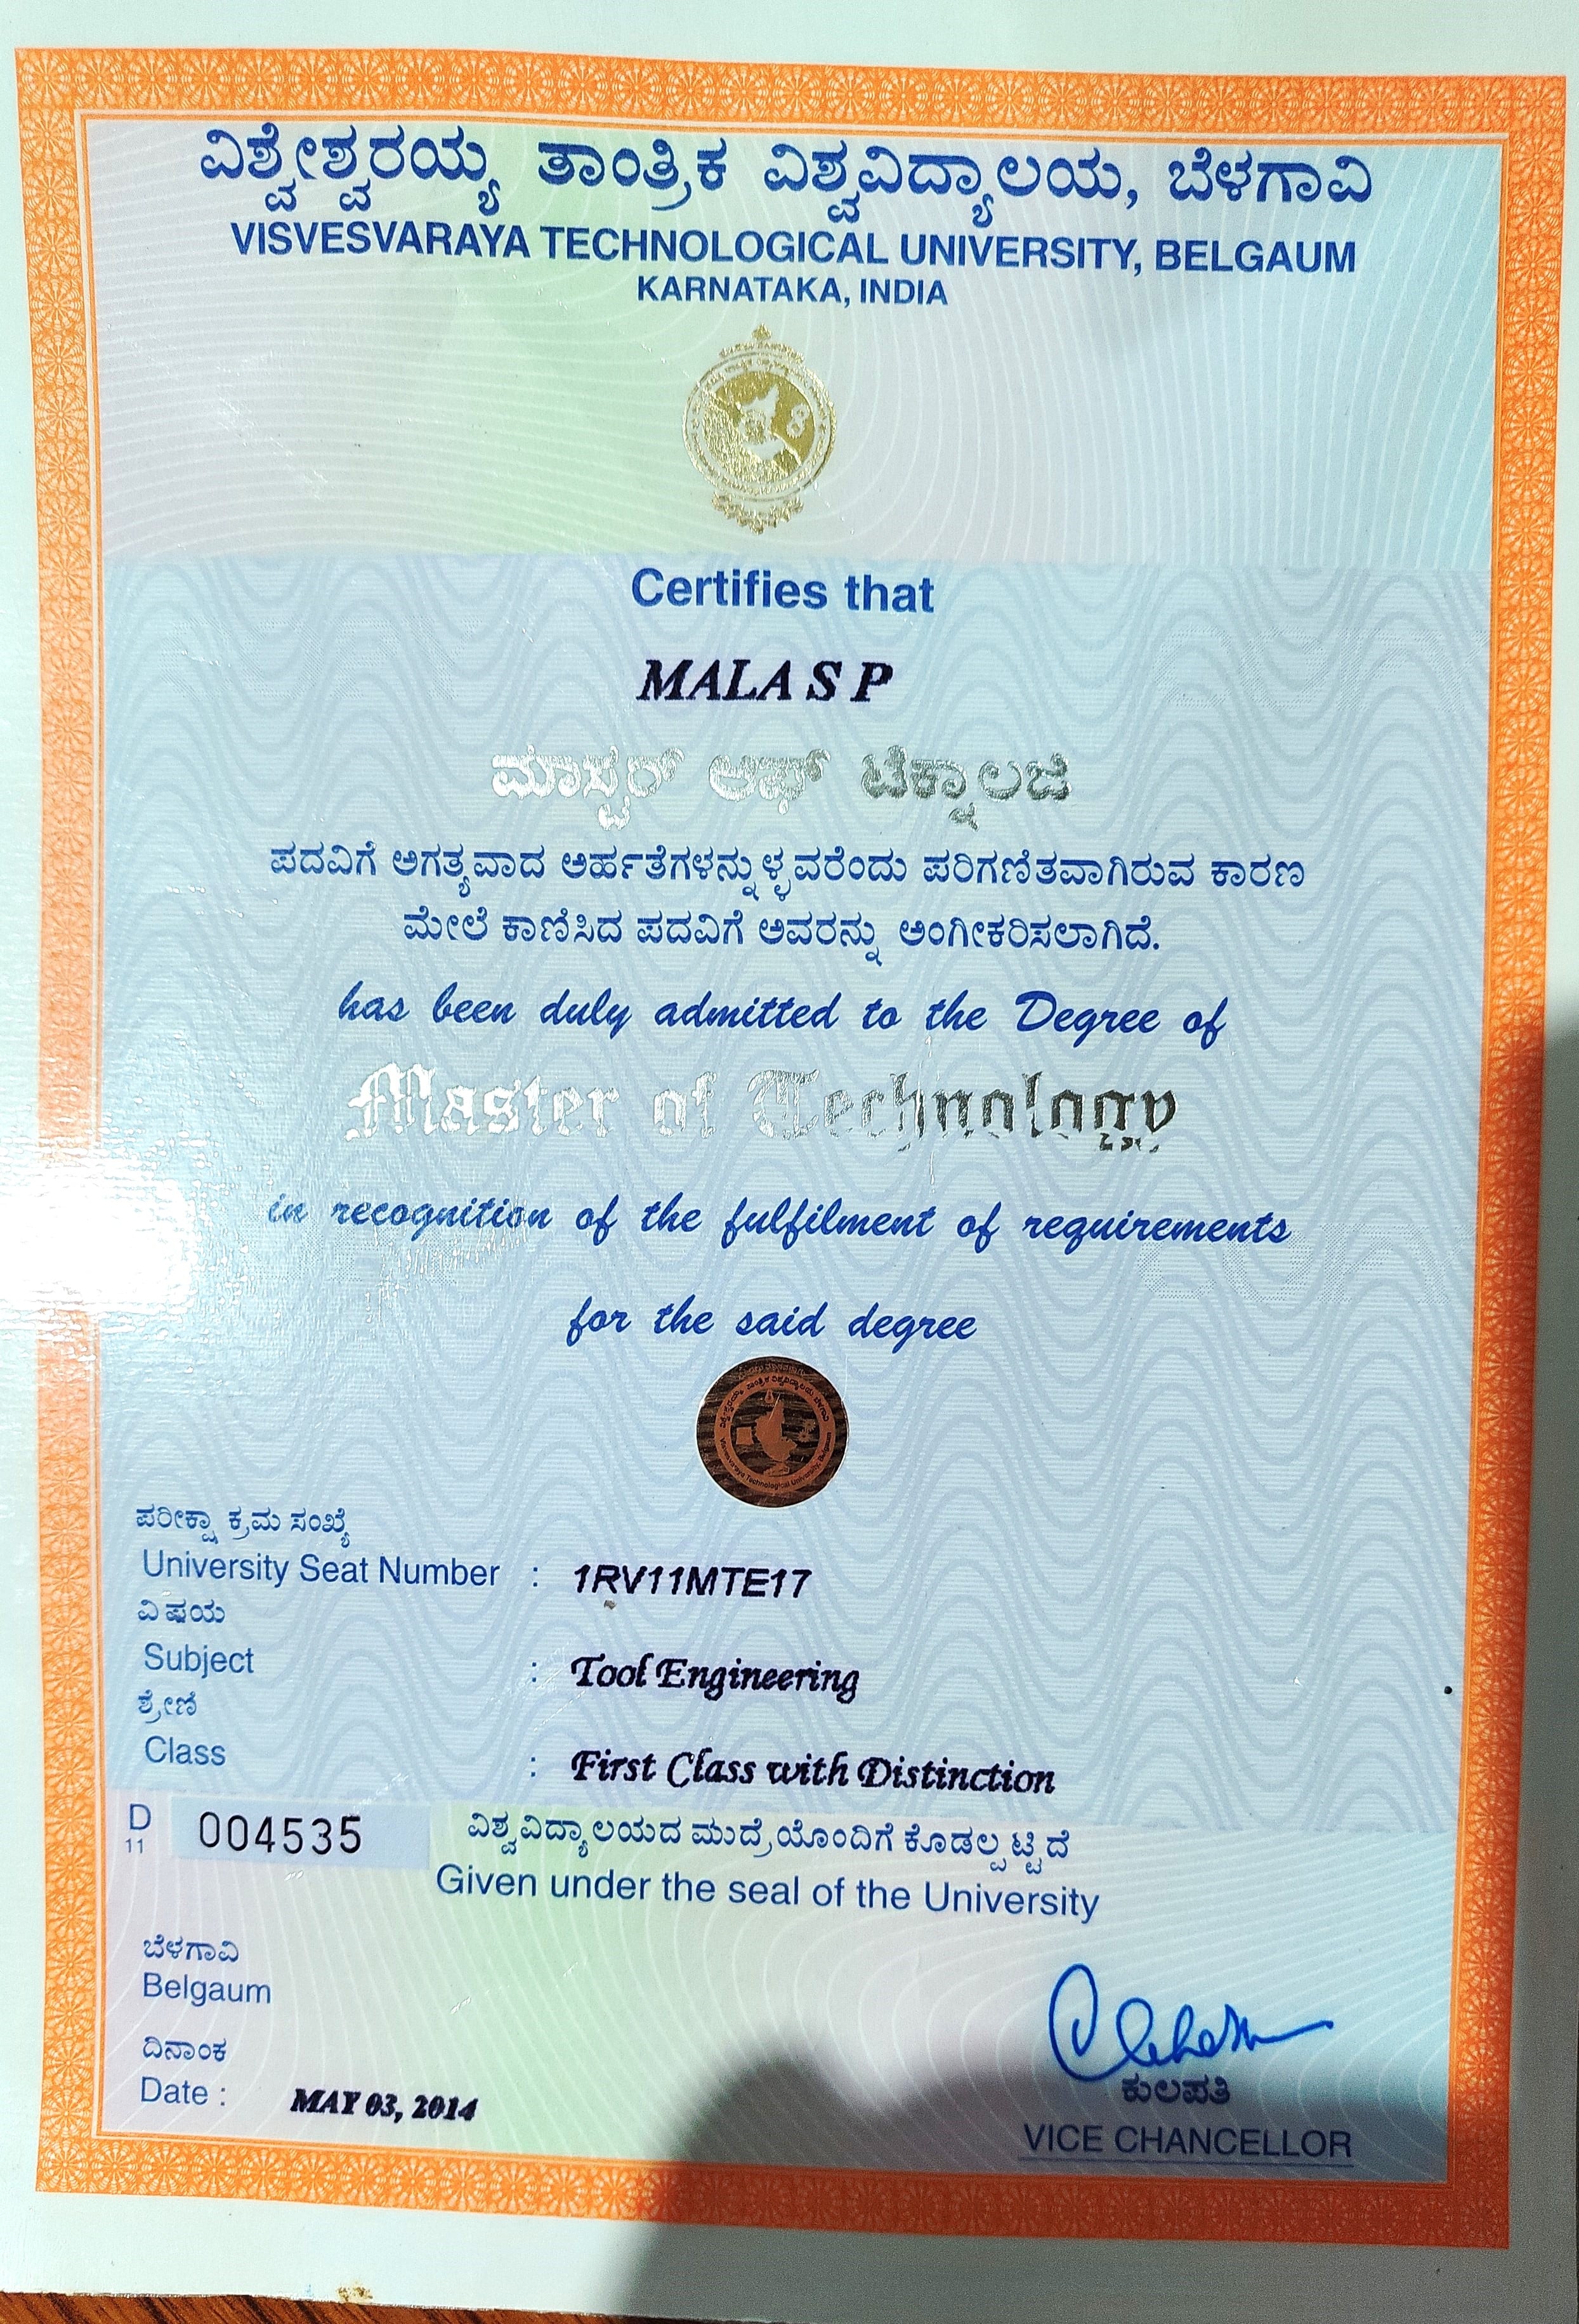 ವಿಶ್ವೇಶ್ವರಯ್ಯ ತಾಂತ್ರಿಕ ವಿಶ್ವವಿದ್ಯಾಲಯ, ಬೆಳಗಾವಿ
VISVESVARAYA TECHNOLOGICAL UNIVERSITY, BELGAUM
KARNATAKA, INDIA
Certifies that
MALA S P
ಮಾಸ್ಟರ್ ಆಫ್ ಟೆಕ್ನಾಲಜಿ
ಪದವಿಗೆ ಅಗತ್ಯವಾದ ಅರ್ಹತೆಗಳನ್ನುಳ್ಳವರೆಂದು ಪರಿಗಣಿತವಾಗಿರುವ ಕಾರಣ
ಮೇಲೆ ಕಾಣಿಸಿದ ಪದವಿಗೆ ಅವರನ್ನು ಅಂಗೀಕರಿಸಲಾಗಿದೆ.
has been duly admitted to the Degree of
Master of Technology
in recognition of the fulfilment of requirements
for the said degree
ಪರೀಕ್ಷಾ ಕ್ರಮ ಸಂಖ್ಯೆ
University Seat Number : 1RV11MTE17
ವಿಷಯ
Subject : Tool Engineering
ಶ್ರೇಣಿ
Class : First Class with Distinction
D 11 004535
ವಿಶ್ವವಿದ್ಯಾಲಯದ ಮುದ್ರೆಯೊಂದಿಗೆ ಕೊಡಲ್ಪಟ್ಟಿದೆ
Given under the seal of the University
ಬೆಳಗಾವಿ
Belgaum
ದಿನಾಂಕ
Date : MAY 03, 2014
ಕುಲಪತಿ
VICE CHANCELLOR